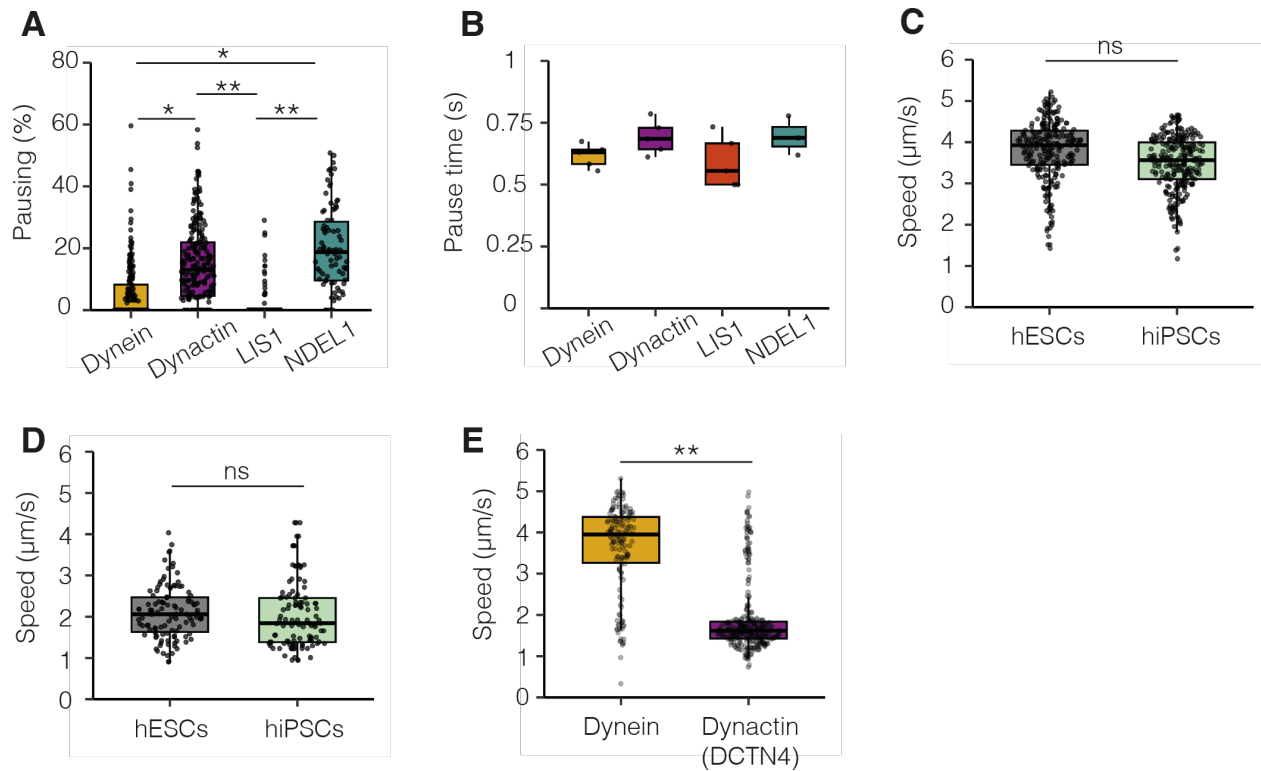 A
Pausing (%)
80
60
40
20
0
*
**
*
**
Dynein
Dynactin
LIS1
NDEL1
B
Pause time (s)
1
0.75
0.5
0.25
0
Dynein
Dynactin
LIS1
NDEL1
C
Speed (µm/s)
6
5
4
3
2
1
0
ns
hESCs
hiPSCs
D
Speed (µm/s)
6
5
4
3
2
1
0
ns
hESCs
hiPSCs
E
Speed (µm/s)
6
5
4
3
2
1
0
**
Dynein
Dynactin
(DCTN4)